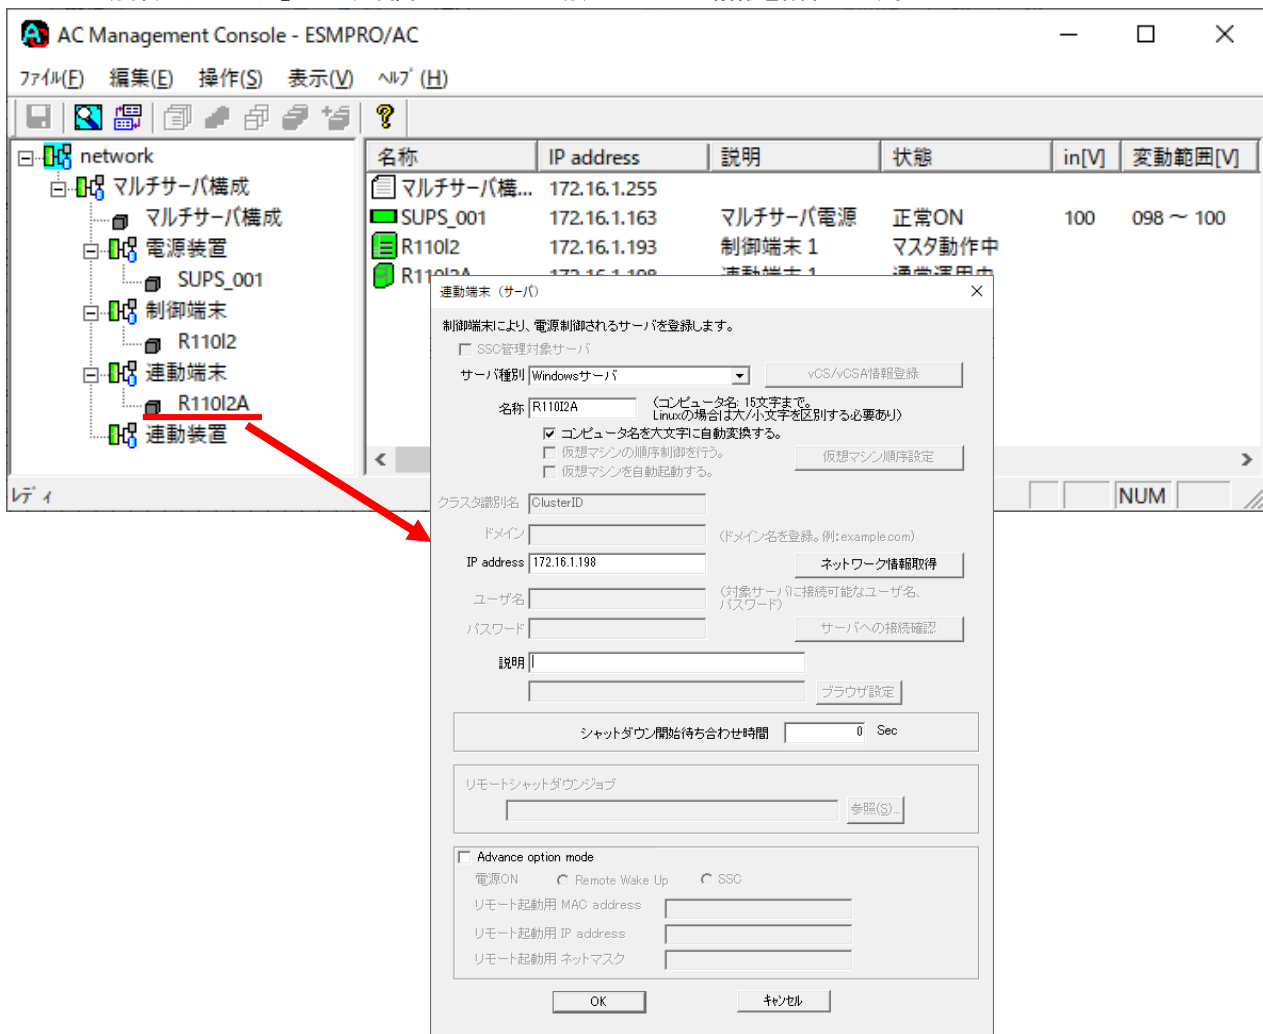 AC Management Console - ESMPRO/AC
ﾌｧｲﾙ(F) 編集(E) 操作(S) 表示(V) ﾍﾙﾌﾟ(H)
network
マルチサーバ構成
マルチサーバ構成
電源装置
SUPS_001
制御端末
R110I2
連動端末
R110I2A
連動装置
名称 IP address 説明 状態 in[V] 変動範囲[V]
マルチサーバ構... 172.16.1.255
SUPS_001 172.16.1.163 マルチサーバ電源 正常ON 100 098 ～ 100
R110I2 172.16.1.193 制御端末 1 マスタ動作中
R110I2A 172.16.1.198 連動端末 1 通常運用中
ﾚﾃﾞｨ
NUM
連動端末（サーバ）
制御端末により、電源制御されるサーバを登録します。
SSC管理対象サーバ
サーバ種別 Windowsサーバ vCS/vCSA情報登録
名称 R110I2A （コンピュータ名: 15文字まで。
Linuxの場合は大/小文字を区別する必要あり）
コンピュータ名を大文字に自動変換する。
仮想マシンの順序制御を行う。 仮想マシン順序設定
仮想マシンを自動起動する。
クラスタ識別名 ClusterID
ドメイン （ドメイン名を登録。例：example.com）
IP address 172.16.1.198 ネットワーク情報取得
ユーザ名 （対象サーバに接続可能なユーザ名、
パスワード）
パスワード サーバへの接続確認
説明
ブラウザ設定
シャットダウン開始待ち合わせ時間 0 Sec
リモートシャットダウンジョブ
参照(S)...
Advance option mode
電源ON Remote Wake Up SSC
リモート起動用 MAC address
リモート起動用 IP address
リモート起動用 ネットマスク
OK ｷｬﾝｾﾙ